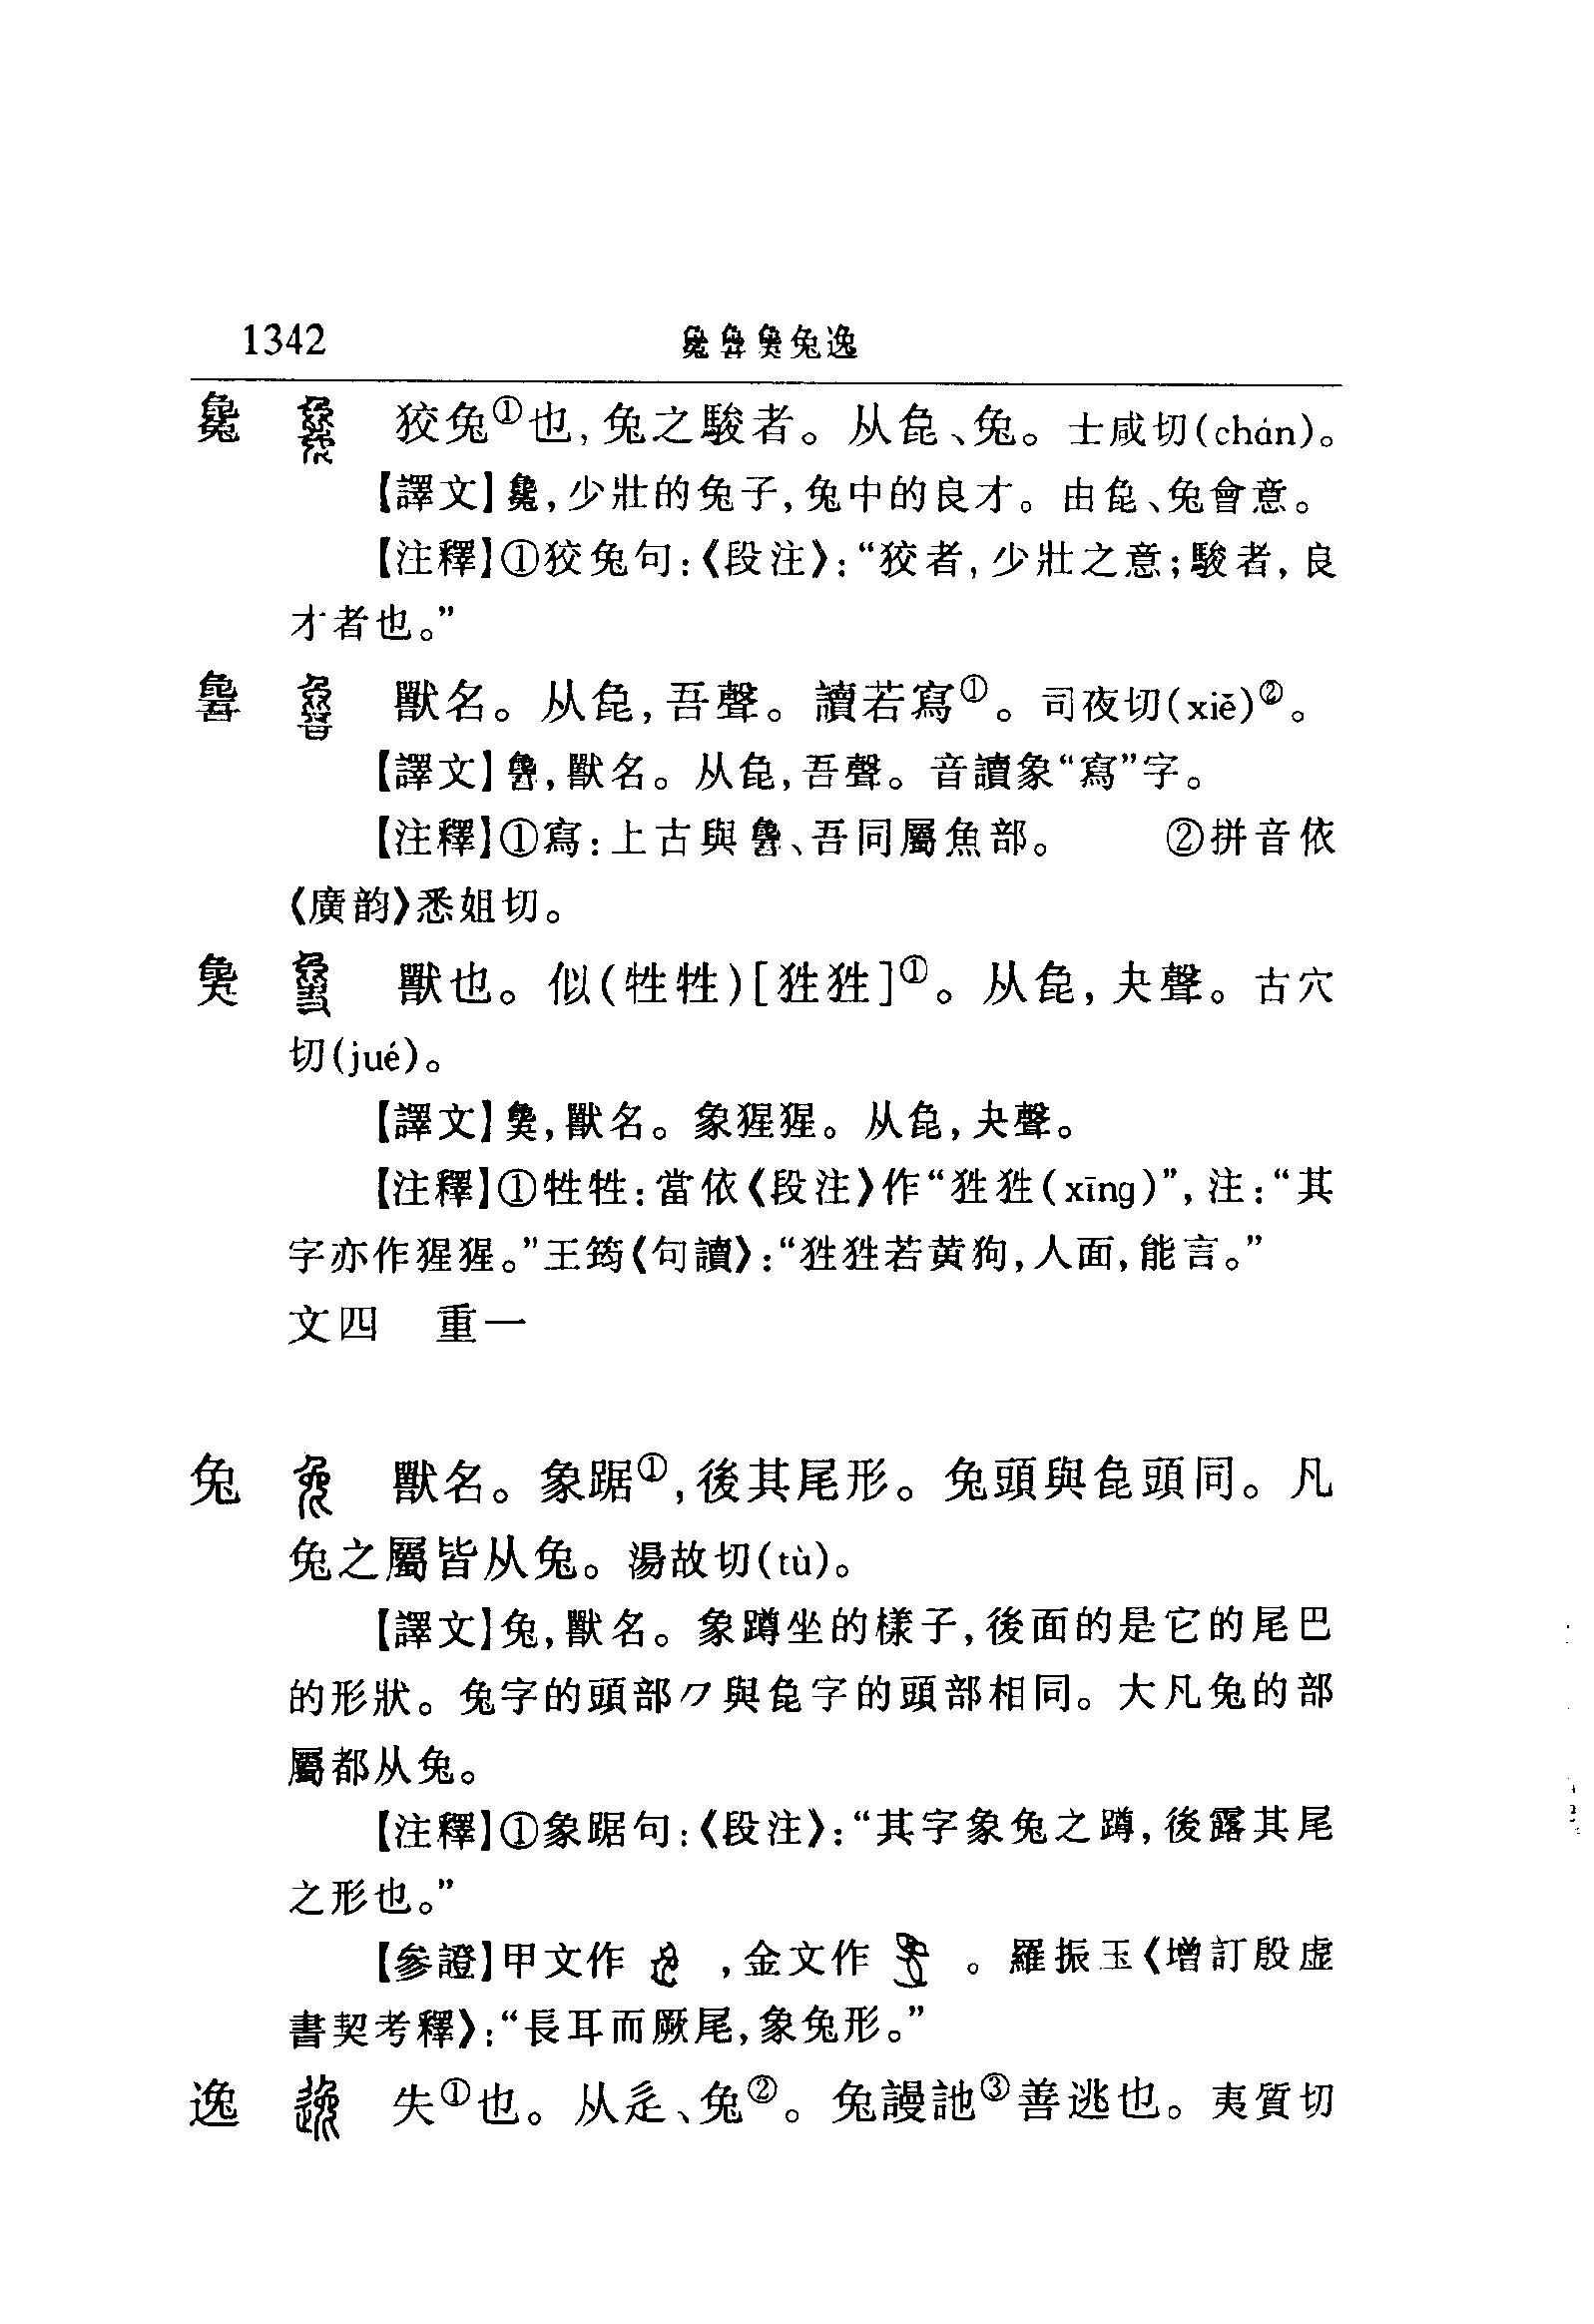 1342 毚㲋䨲兔逸
毚 狡兔①也,兔之駿者。从㲋、兔。士咸切(chán)。
【譯文】毚,少壯的兔子,兔中的良才。由㲋、兔會意。
【注釋】①狡兔句:《段注》:“狡者,少壯之意;駿者,良
才者也。”
獸名。从㲋,吾聲。讀若寫①。司夜切(xiě)②。
【譯文】,獸名。从㲋,吾聲。音讀象“寫”字。
【注釋】①寫:上古與、吾同屬魚部。 ②拼音依
《廣韵》悉姐切。
獸也。似(牲牲)[狌狌]①。从㲋,夬聲。古穴
切(jué)。
【譯文】,獸名。象猩猩。从㲋,夬聲。
【注釋】①牲牲:當依《段注》作“狌狌(xīng)”,注:“其
字亦作猩猩。”王筠《句讀》:“狌狌若黄狗,人面,能言。”
文四 重一
兔 獸名。象踞①,後其尾形。兔頭與㲋頭同。凡
兔之屬皆从兔。湯故切(tù)。
【譯文】兔,獸名。象蹲坐的樣子,後面的是它的尾巴
的形狀。兔字的頭部⺈與㲋字的頭部相同。大凡兔的部
屬都从兔。
【注釋】①象踞句:《段注》:“其字象兔之蹲,後露其尾
之形也。”
【參證】甲文作 ,金文作 。羅振玉《增訂殷虚
書契考釋》:“長耳而厥尾,象兔形。”
逸 失①也。从辵、兔②。兔謾訑③善逃也。夷質切